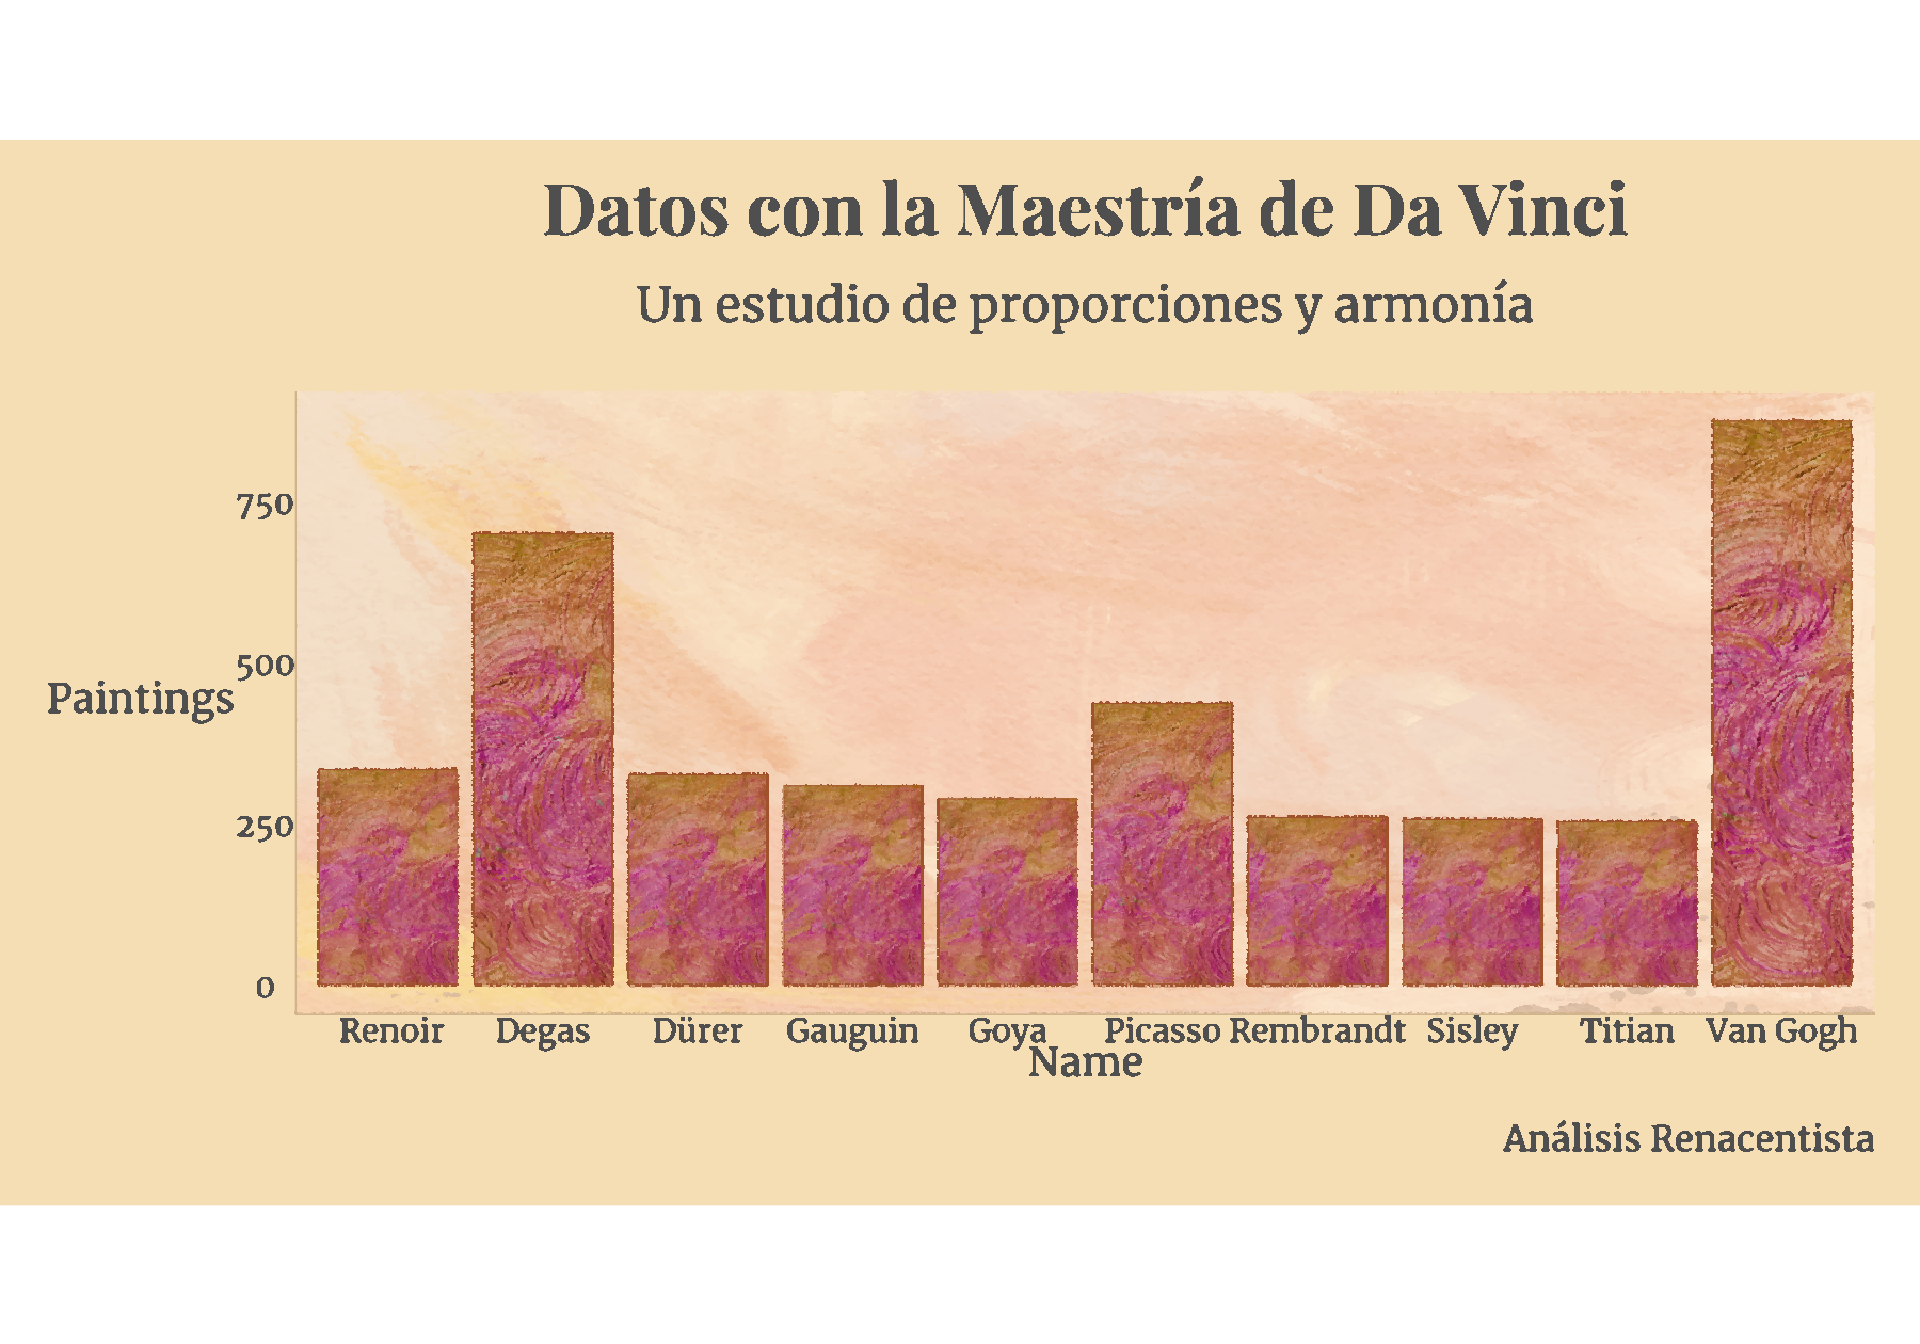 Datos con la Maestría de Da Vinci
Un estudio de proporciones y armonía
750
500
250
0
Paintings
Renoir Degas Dürer Gauguin Goya Picasso Rembrandt Sisley Titian Van Gogh
Name
Análisis Renacentista